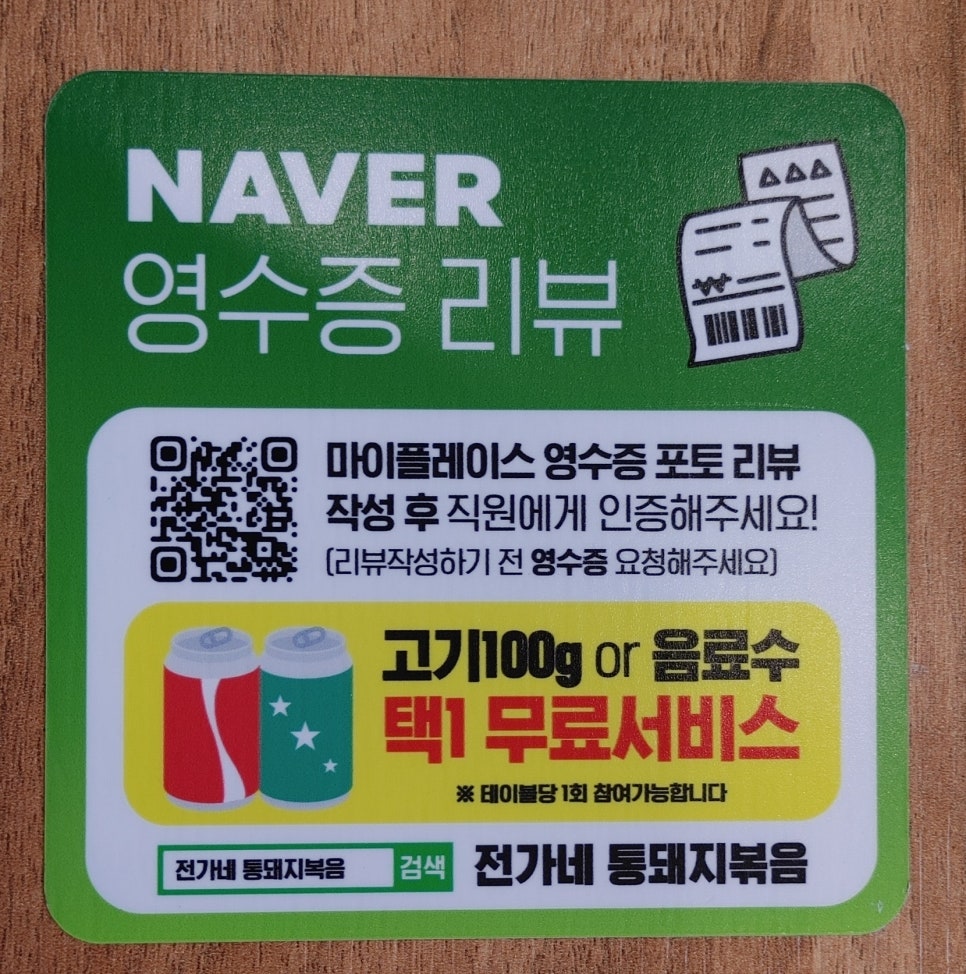 NAVER
영수증 리뷰
마이플레이스 영수증 포토 리뷰
작성 후 직원에게 인증해주세요!
(리뷰작성하기 전 영수증 요청해주세요)
고기100g or 음료수
택1 무료서비스
※ 테이블당 1회 참여가능합니다
전가네 통돼지볶음 검색 전가네 통돼지볶음